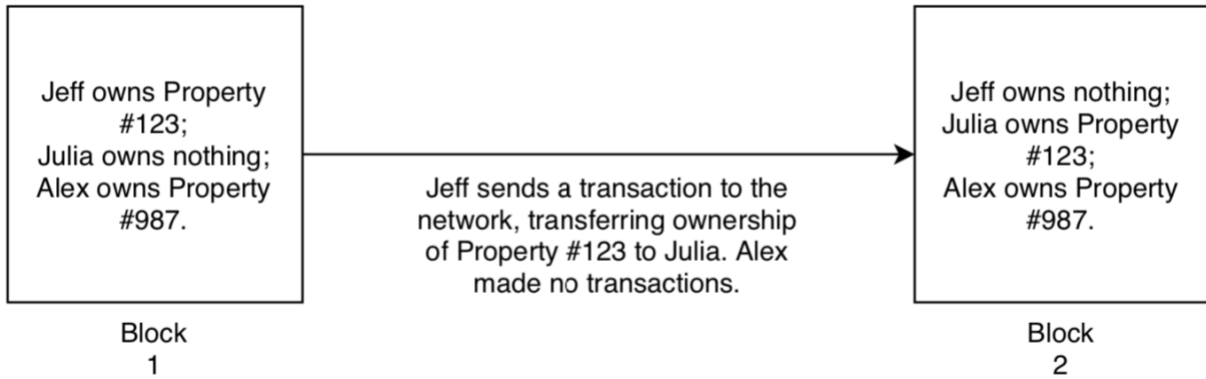 Jeff owns Property
#123;
Julia owns nothing;
Alex owns Property
#987.
Jeff sends a transaction to the
network, transferring ownership
of Property #123 to Julia. Alex
made no transactions.
Jeff owns nothing;
Julia owns Property
#123;
Alex owns Property
#987.
Block
1
Block
2